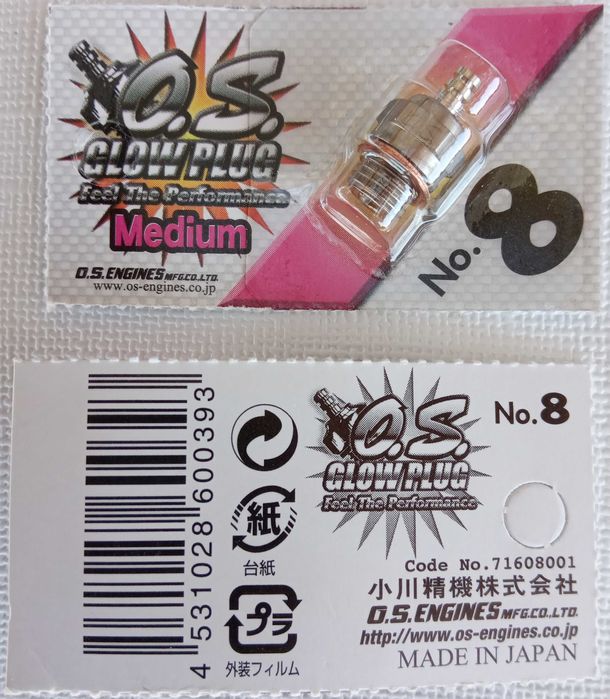 O.S.
GLOW PLUG
Feel The Performance
Medium
O.S.ENGINES MFG.CO.,LTD.
www.os-engines.co.jp
No.8
4 531028 600393
紙
台紙
プラ
外装フィルム
O.S.
GLOW PLUG
Feel The Performance
No.8
Code No.71608001
小川精機株式会社
O.S.ENGINES MFG.CO.,LTD.
http://www.os-engines.co.jp
MADE IN JAPAN